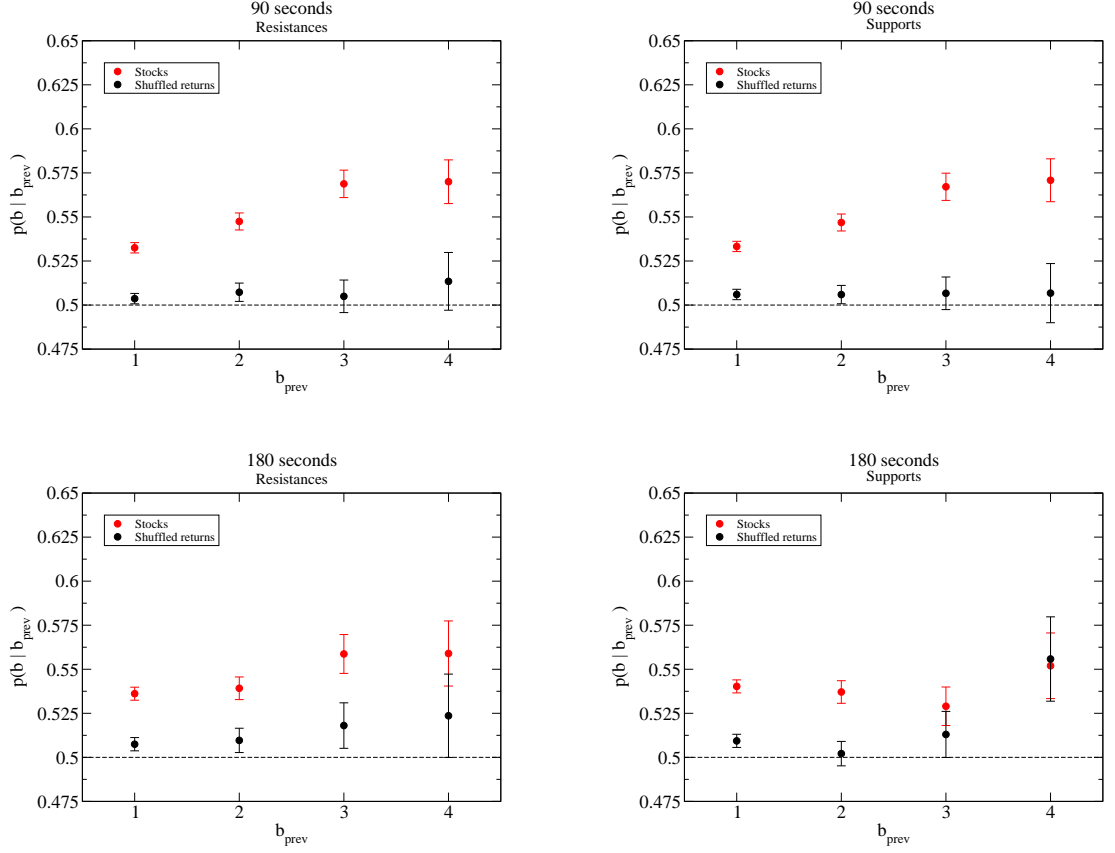 90 seconds
Resistances
0.65
0.625
0.6
0.575
0.55
0.525
0.5
0.475
p(b | b_prev )
Stocks
Shuffled returns
1 2 3 4
b_prev
90 seconds
Supports
0.65
0.625
0.6
0.575
0.55
0.525
0.5
0.475
p(b | b_prev )
Stocks
Shuffled returns
1 2 3 4
b_prev
180 seconds
Resistances
0.65
0.625
0.6
0.575
0.55
0.525
0.5
0.475
p(b | b_prev )
Stocks
Shuffled returns
1 2 3 4
b_prev
180 seconds
Supports
0.65
0.625
0.6
0.575
0.55
0.525
0.5
0.475
p(b | b_prev )
Stocks
Shuffled returns
1 2 3 4
b_prev